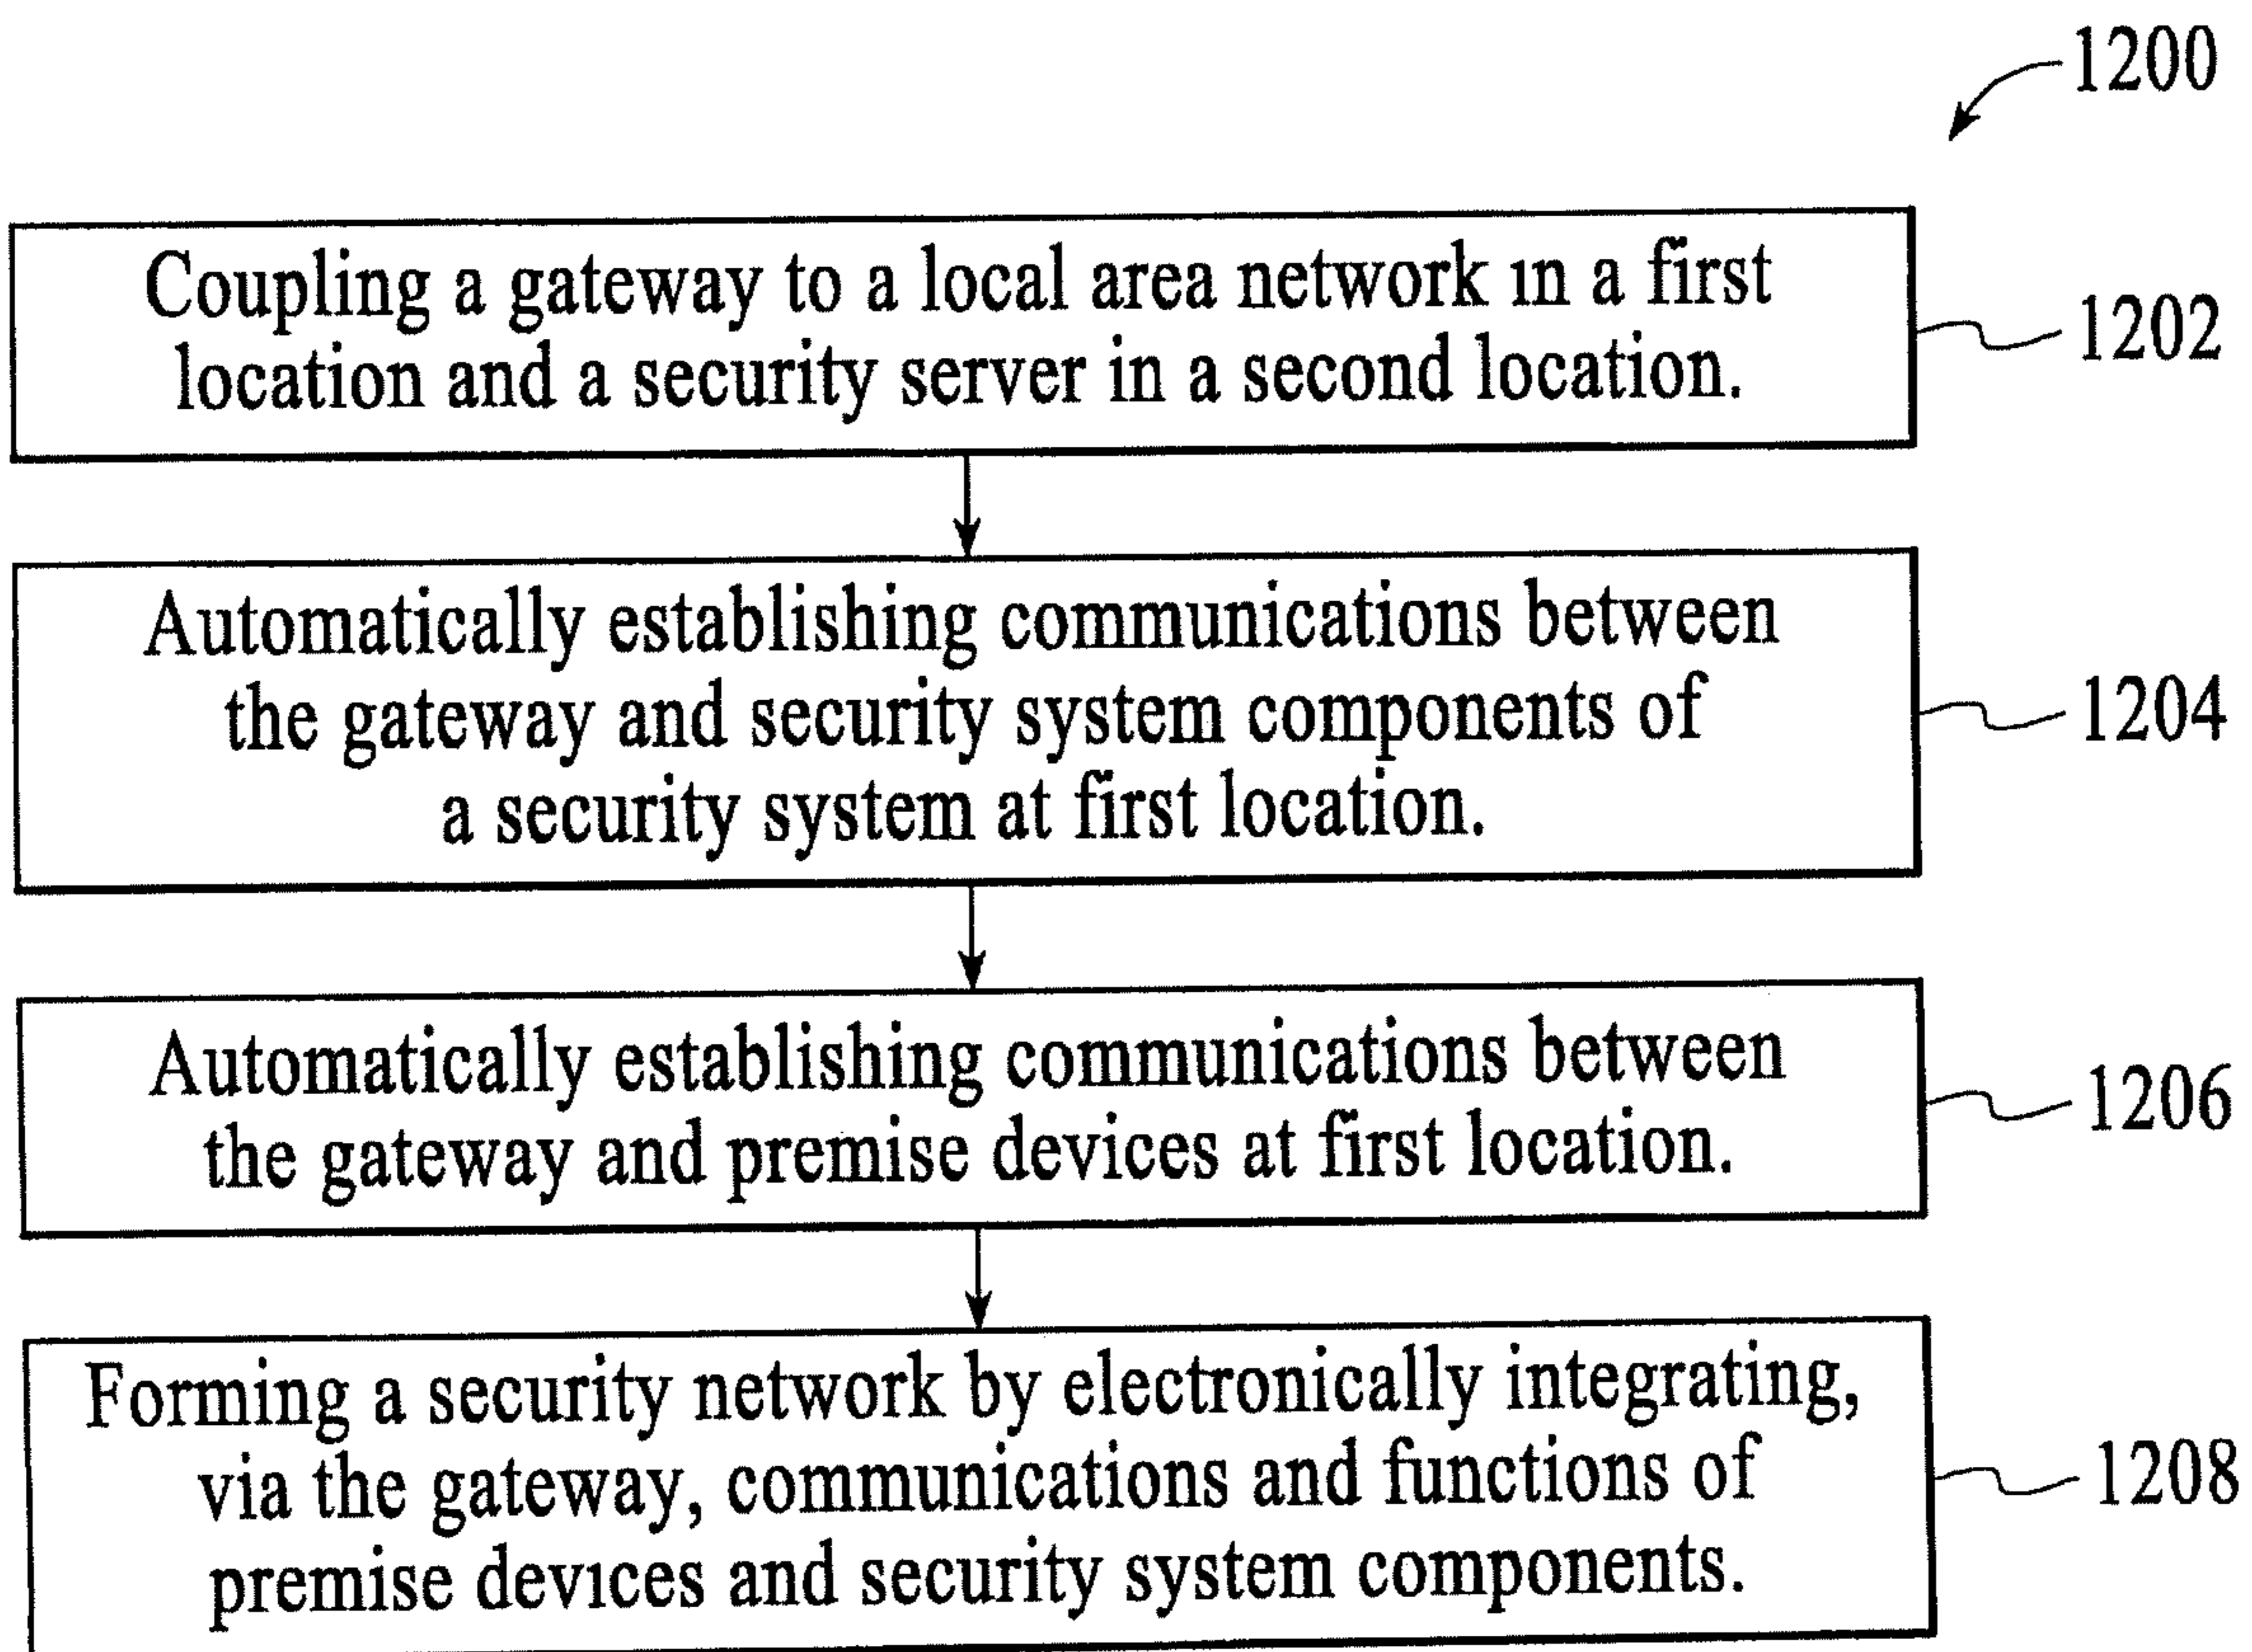 1200
Coupling a gateway to a local area network in a first
location and a security server in a second location.
1202
Automatically establishing communications between
the gateway and security system components of
a security system at first location.
1204
Automatically establishing communications between
the gateway and premise devices at first location.
1206
Forming a security network by electronically integrating,
via the gateway, communications and functions of
premise devices and security system components.
1208